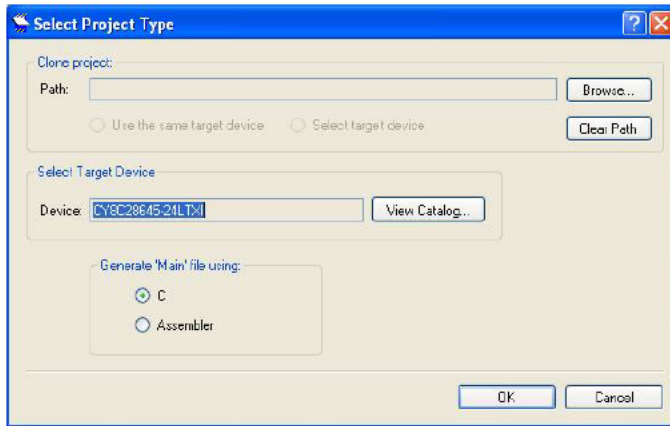 Select Project Type
Clone project:
Path:
Browse...
Use the same target device
Select target device
Clear Path
Select Target Device
Device:
CY8C28645-24LTXI
View Catalog...
Generate 'Main' file using:
C
Assembler
OK
Cancel